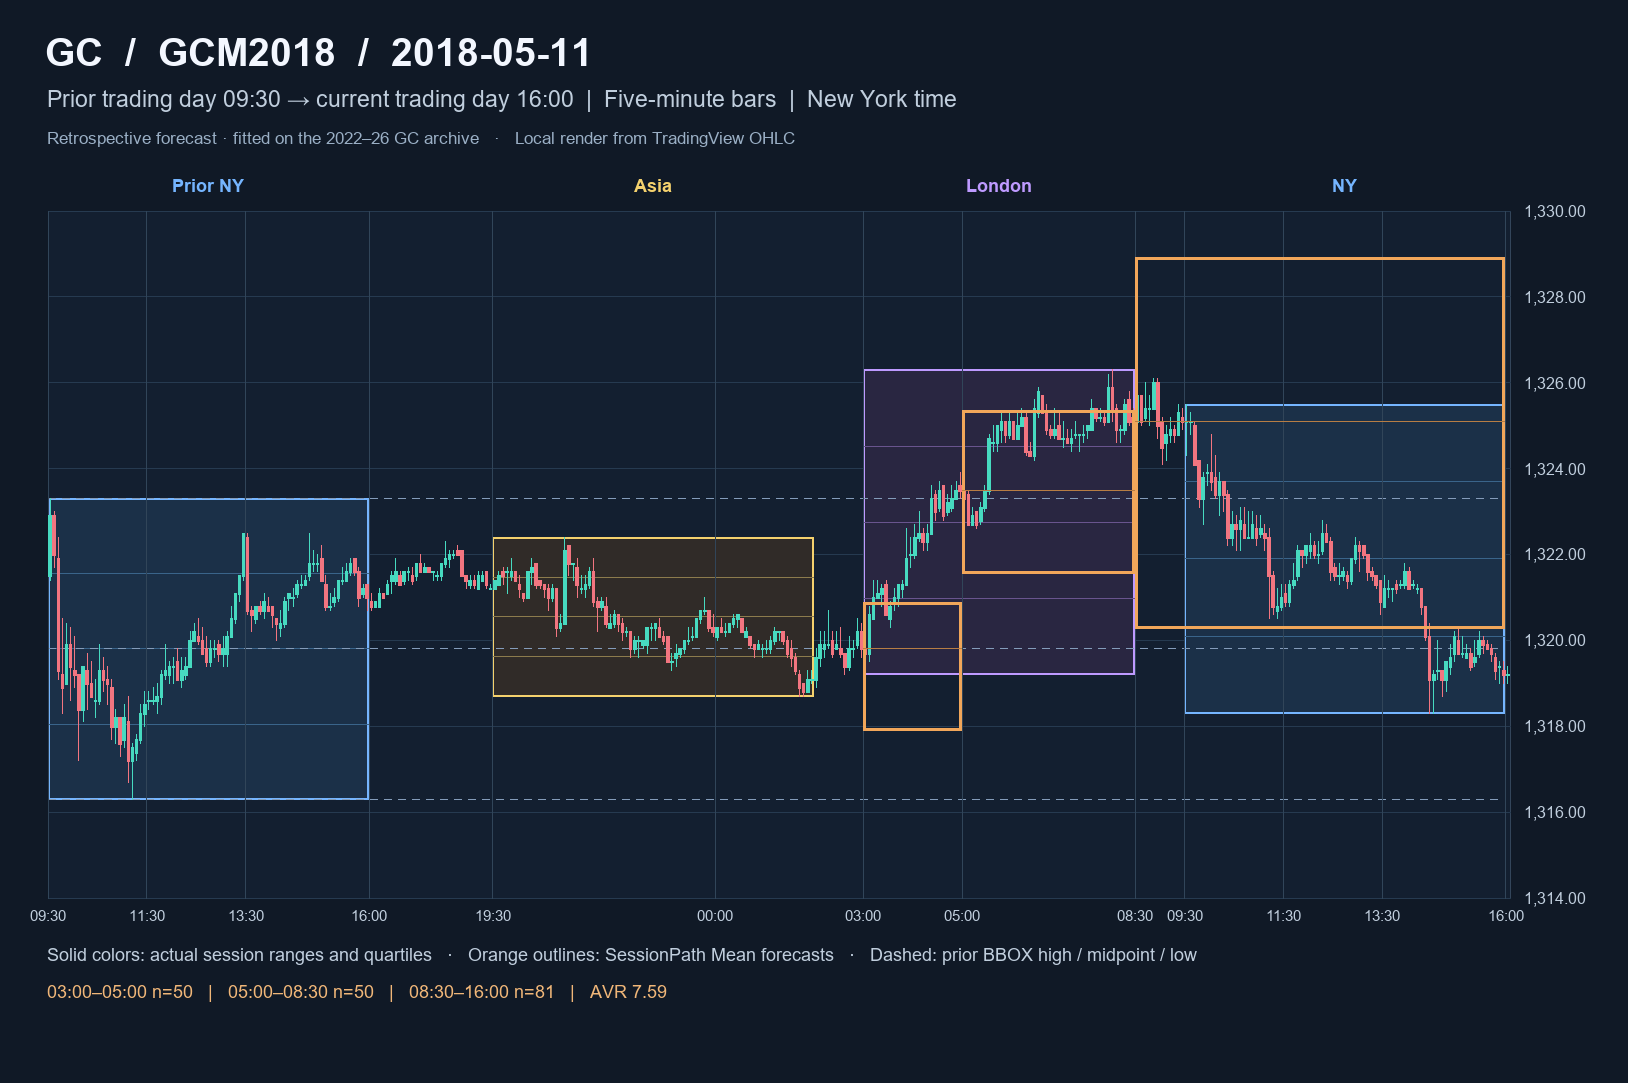 GC / GCM2018 / 2018-05-11
Prior trading day 09:30 → current trading day 16:00 | Five-minute bars | New York time
Retrospective forecast · fitted on the 2022–26 GC archive · Local render from TradingView OHLC
Prior NY Asia London NY
1,330.00
1,328.00
1,326.00
1,324.00
1,322.00
1,320.00
1,318.00
1,316.00
1,314.00
09:30 11:30 13:30 16:00 19:30 00:00 03:00 05:00 08:30 09:30 11:30 13:30 16:00
Solid colors: actual session ranges and quartiles · Orange outlines: SessionPath Mean forecasts · Dashed: prior BBOX high / midpoint / low
03:00–05:00 n=50 | 05:00–08:30 n=50 | 08:30–16:00 n=81 | AVR 7.59